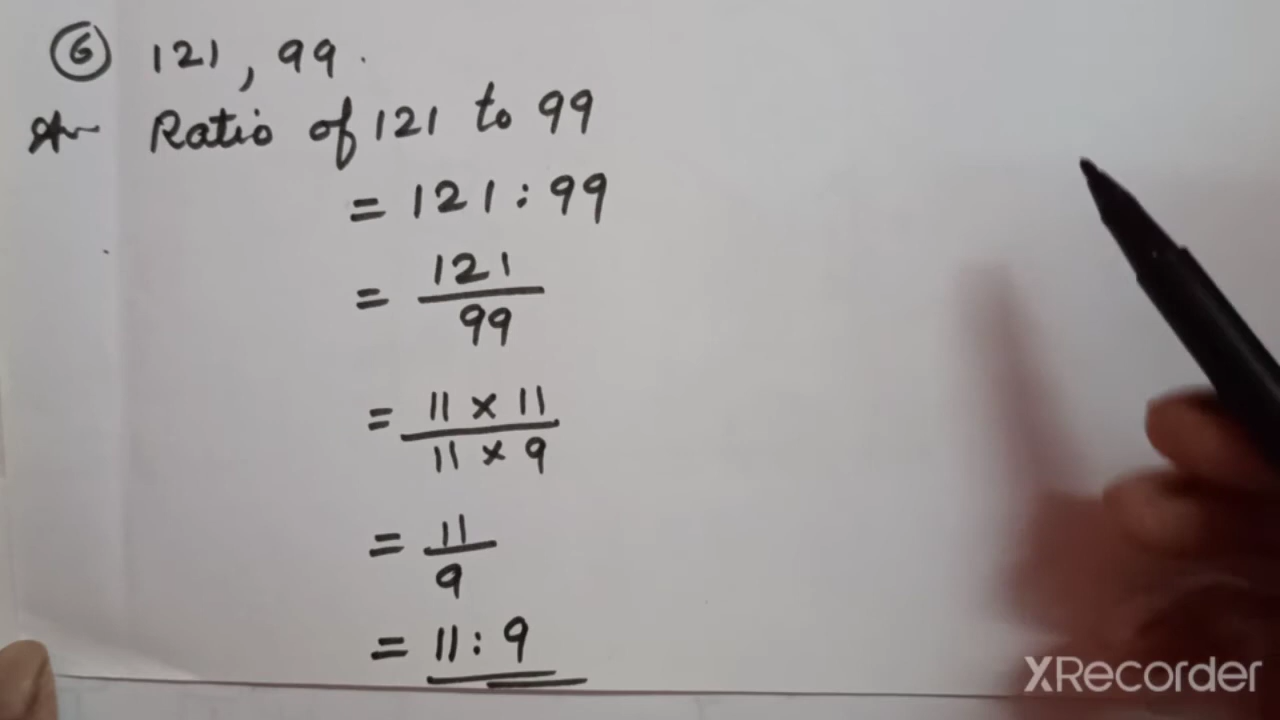 6 121, 99.
Ratio of 121 to 99
= 121 : 99
= 121
99
= 11 × 11
11 × 9
= 11
9
= 11 : 9
XRecorder